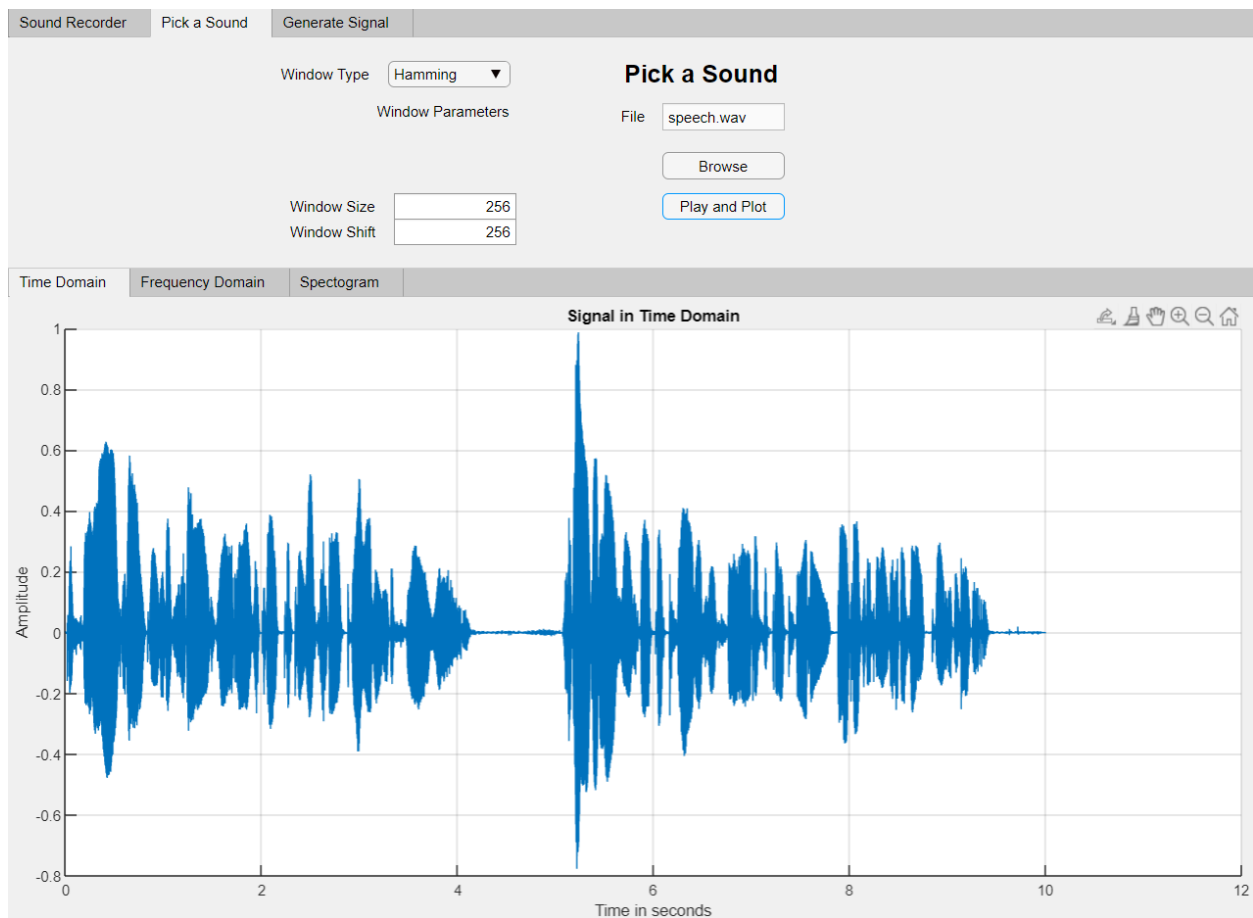 Sound Recorder Pick a Sound Generate Signal
Window Type Hamming Pick a Sound
Window Parameters
File speech.wav
Browse
Window Size 256 Play and Plot
Window Shift 256
Time Domain Frequency Domain Spectogram
Signal in Time Domain
1
0.8
0.6
0.4
0.2
0
-0.2
-0.4
-0.6
-0.8
Amplitude
0 2 4 6 8 10 12
Time in seconds